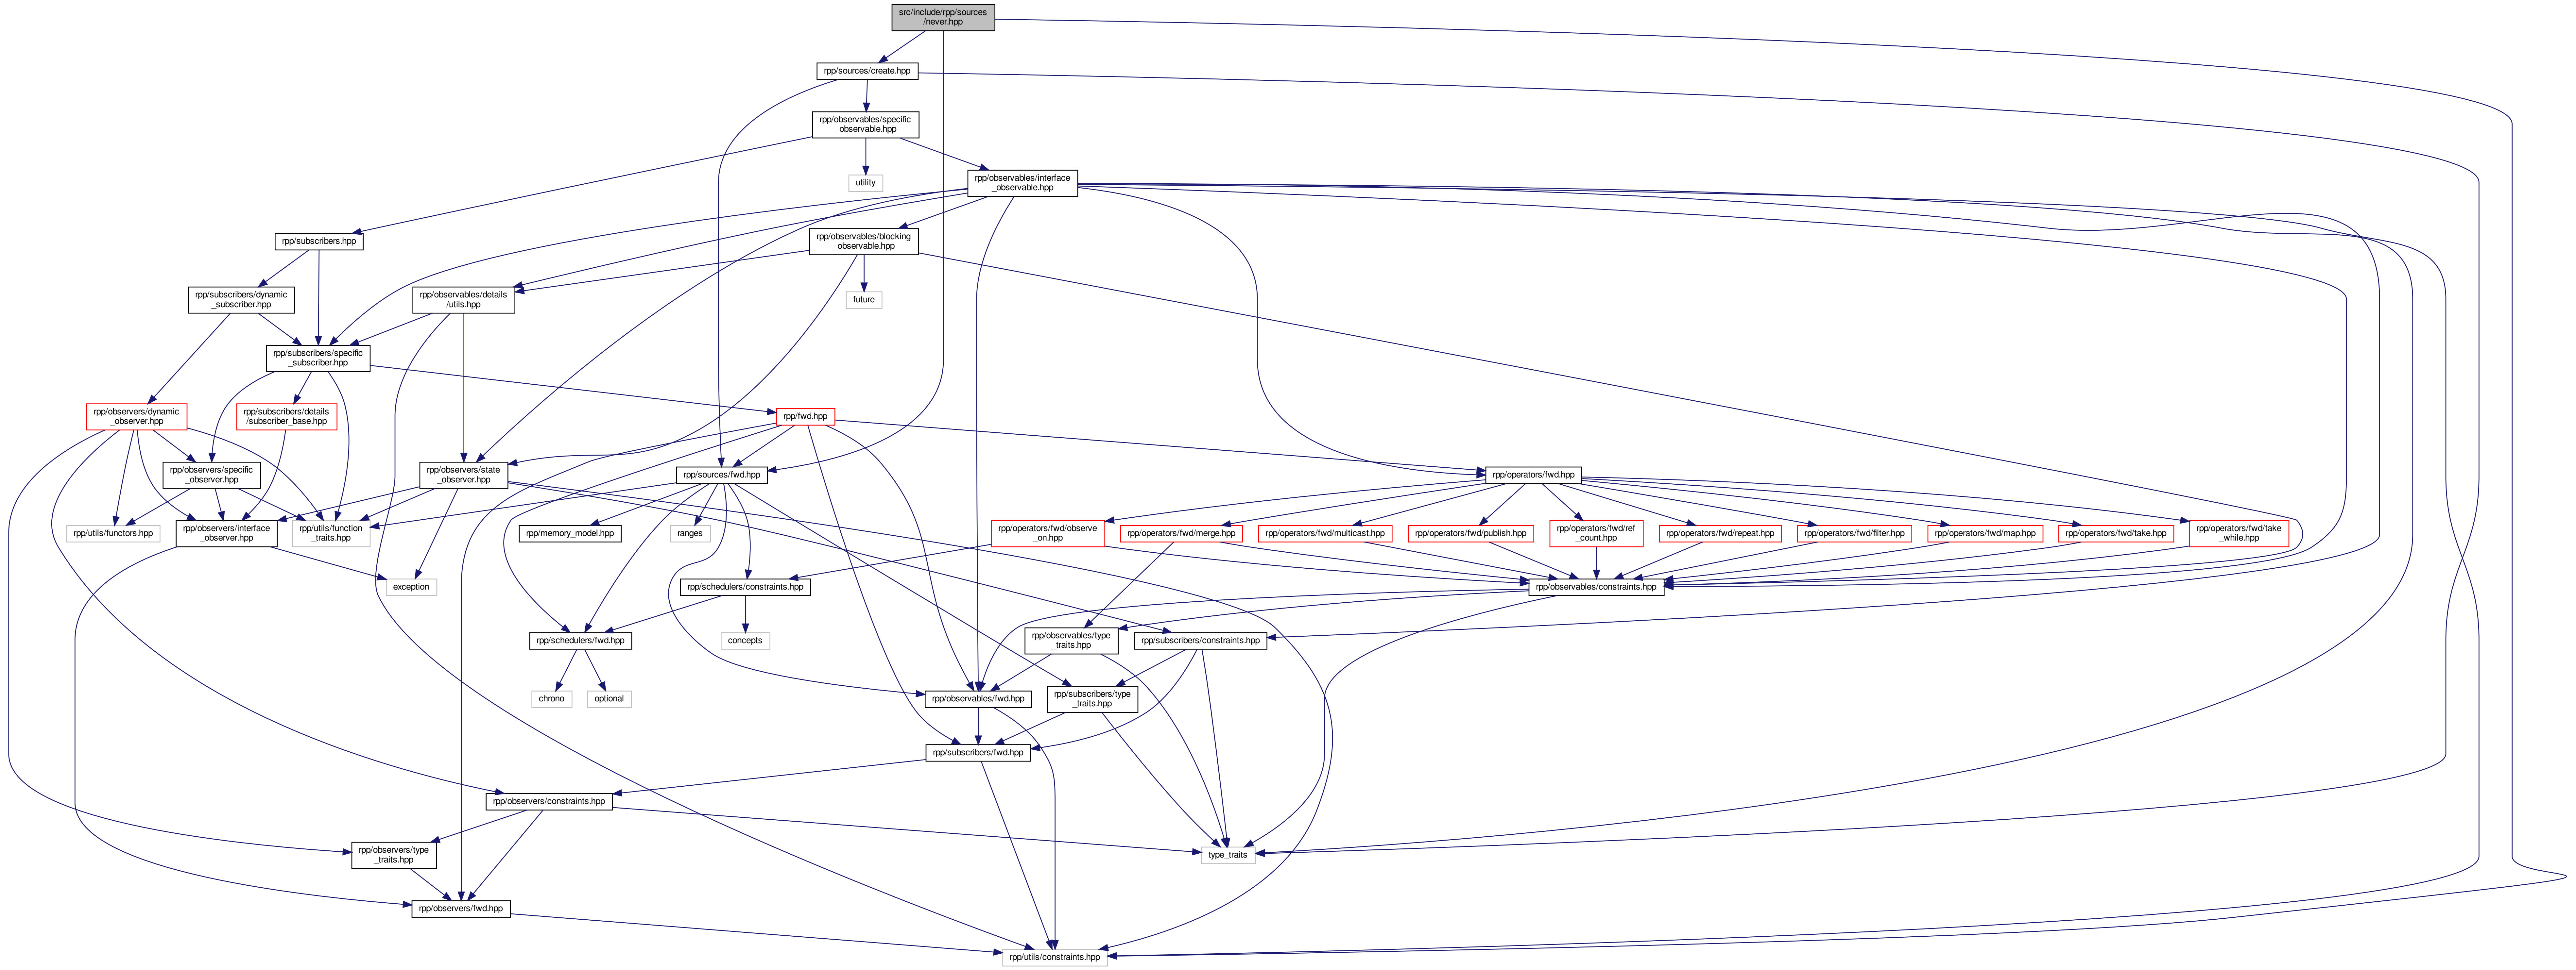 src/include/rpp/sources
/never.hpp
rpp/sources/create.hpp
rpp/observables/specific
_observable.hpp
utility
rpp/observables/interface
_observable.hpp
rpp/subscribers.hpp
rpp/observables/blocking
_observable.hpp
rpp/subscribers/dynamic
_subscriber.hpp
rpp/observables/details
/utils.hpp
future
rpp/subscribers/specific
_subscriber.hpp
rpp/observers/dynamic
_observer.hpp
rpp/subscribers/details
/subscriber_base.hpp
rpp/fwd.hpp
rpp/observers/specific
_observer.hpp
rpp/observers/state
_observer.hpp
rpp/sources/fwd.hpp
rpp/operators/fwd.hpp
rpp/utils/functors.hpp
rpp/observers/interface
_observer.hpp
rpp/utils/function
_traits.hpp
rpp/memory_model.hpp
ranges
rpp/operators/fwd/observe
_on.hpp
rpp/operators/fwd/merge.hpp
rpp/operators/fwd/multicast.hpp
rpp/operators/fwd/publish.hpp
rpp/operators/fwd/ref
_count.hpp
rpp/operators/fwd/repeat.hpp
rpp/operators/fwd/filter.hpp
rpp/operators/fwd/map.hpp
rpp/operators/fwd/take.hpp
rpp/operators/fwd/take
_while.hpp
exception
rpp/schedulers/constraints.hpp
rpp/observables/constraints.hpp
rpp/schedulers/fwd.hpp
concepts
rpp/observables/type
_traits.hpp
rpp/subscribers/constraints.hpp
chrono
optional
rpp/observables/fwd.hpp
rpp/subscribers/type
_traits.hpp
rpp/subscribers/fwd.hpp
rpp/observers/constraints.hpp
rpp/observers/type
_traits.hpp
type_traits
rpp/observers/fwd.hpp
rpp/utils/constraints.hpp